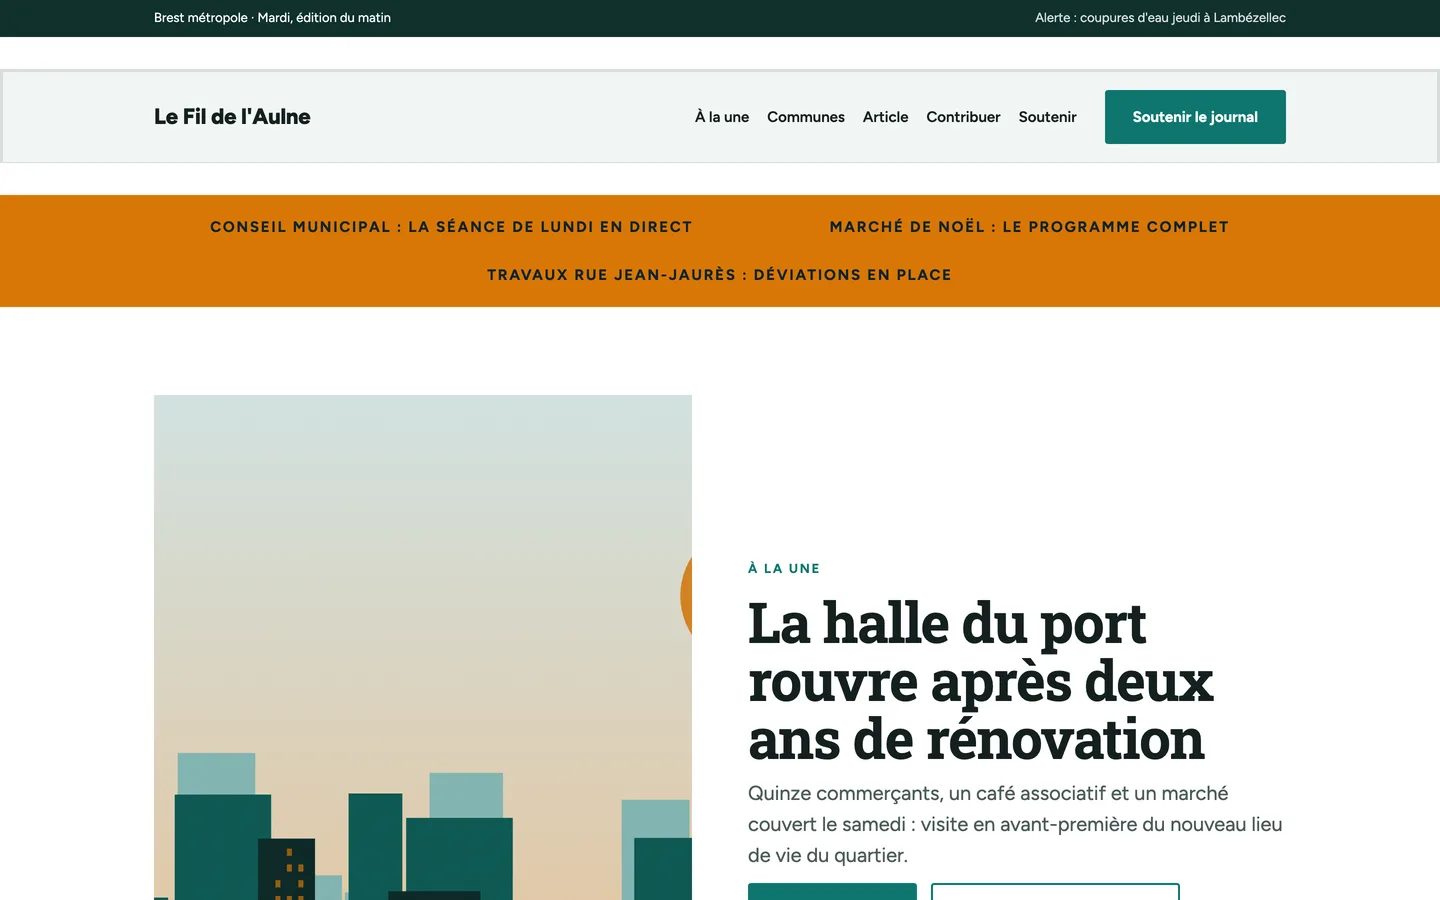 Brest métropole · Mardi, édition du matin
Alerte : coupures d'eau jeudi à Lambézellec
Le Fil de l'Aulne
À la une
Communes
Article
Contribuer
Soutenir
Soutenir le journal
CONSEIL MUNICIPAL : LA SÉANCE DE LUNDI EN DIRECT
MARCHÉ DE NOËL : LE PROGRAMME COMPLET
TRAVAUX RUE JEAN-JAURÈS : DÉVIATIONS EN PLACE
À LA UNE
La halle du port
rouvre après deux
ans de rénovation
Quinze commerçants, un café associatif et un marché
couvert le samedi : visite en avant-première du nouveau lieu
de vie du quartier.